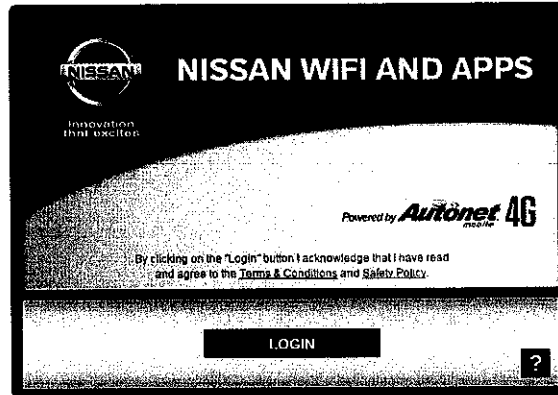 NISSAN
Innovation
that excites
NISSAN WIFI AND APPS
Powered by Autonet 4G
mobile
By clicking on the "Login" button I acknowledge that I have read
and agree to the Terms & Conditions and Safety Policy.
LOGIN
?